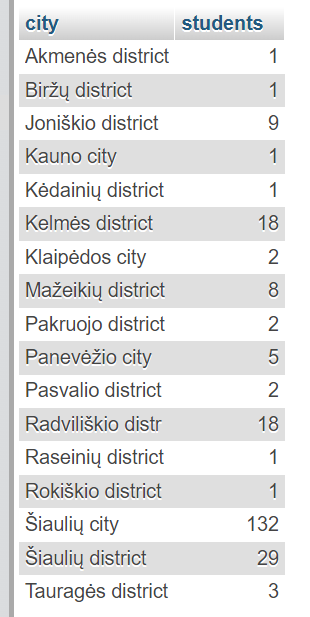 city students
Akmenės district 1
Biržų district 1
Joniškio district 9
Kauno city 1
Kėdainių district 1
Kelmės district 18
Klaipėdos city 2
Mažeikių district 8
Pakruojo district 2
Panevėžio city 5
Pasvalio district 2
Radviliškio distr 18
Raseinių district 1
Rokiškio district 1
Šiaulių city 132
Šiaulių district 29
Tauragės district 3